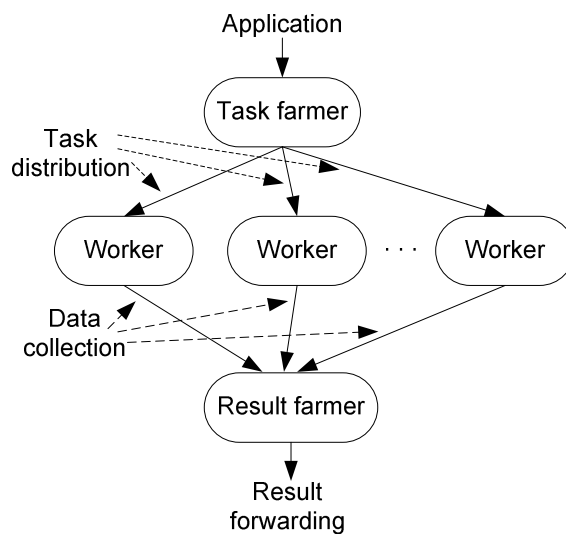 Application
Task farmer
Task
distribution
Worker
Worker
. . .
Worker
Data
collection
Result farmer
Result
forwarding